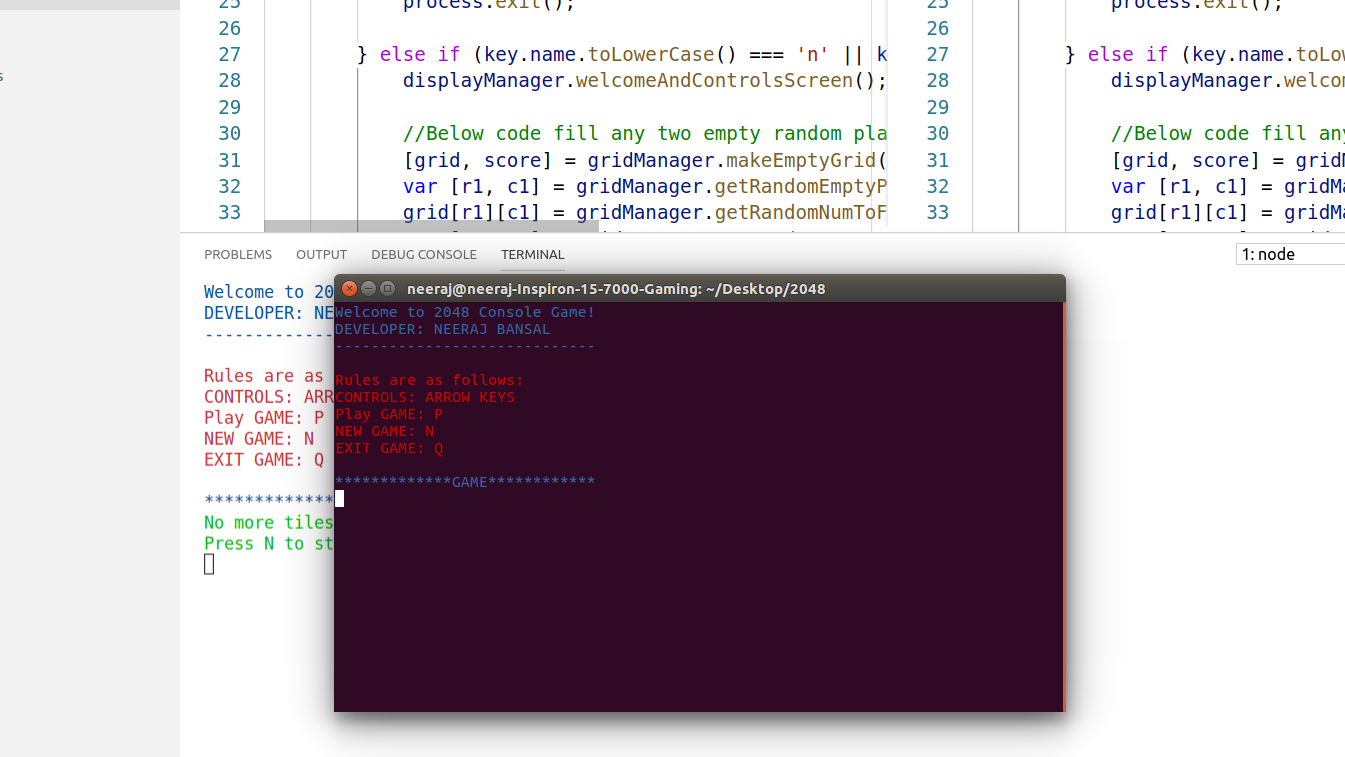 25 process.exit();
26
27 } else if (key.name.toLowerCase() === 'n' || k
28 displayManager.welcomeAndControlsScreen();
29
30 //Below code fill any two empty random pla
31 [grid, score] = gridManager.makeEmptyGrid(
32 var [r1, c1] = gridManager.getRandomEmptyP
33 grid[r1][c1] = gridManager.getRandomNumToF
25 process.exit();
26
27 } else if (key.name.toLow
28 displayManager.welcom
29
30 //Below code fill any
31 [grid, score] = gridM
32 var [r1, c1] = gridMa
33 grid[r1][c1] = gridMa
s
PROBLEMS OUTPUT DEBUG CONSOLE TERMINAL 1: node
Welcome to 20
DEVELOPER: NE
-------------
Rules are as
CONTROLS: ARR
Play GAME: P
NEW GAME: N
EXIT GAME: Q
*************
No more tiles
Press N to st
neeraj@neeraj-Inspiron-15-7000-Gaming: ~/Desktop/2048
Welcome to 2048 Console Game!
DEVELOPER: NEERAJ BANSAL
-----------------------------
Rules are as follows:
CONTROLS: ARROW KEYS
Play GAME: P
NEW GAME: N
EXIT GAME: Q
*************GAME************